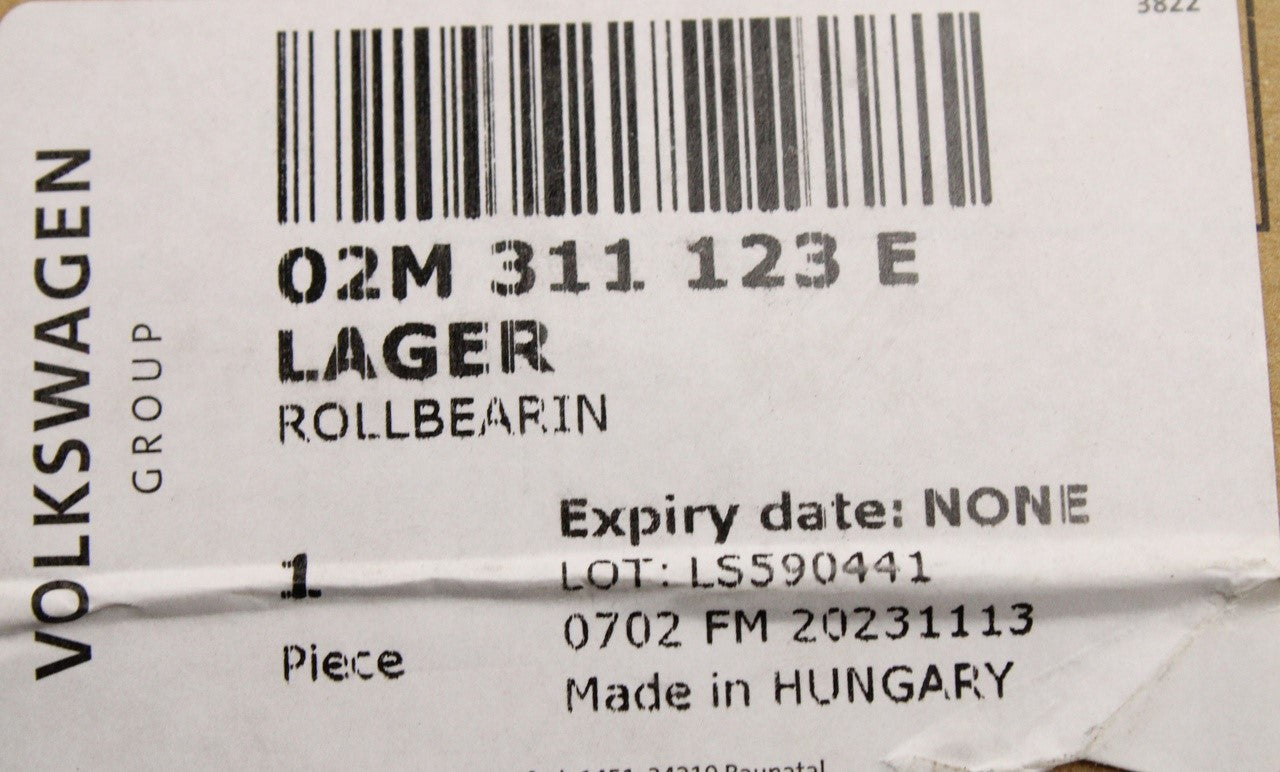 3822
VOLKSWAGEN
GROUP
02M 311 123 E
LAGER
ROLLBEARIN
Expiry date: NONE
1
LOT: LS590441
0702 FM 20231113
Piece
Made in HUNGARY